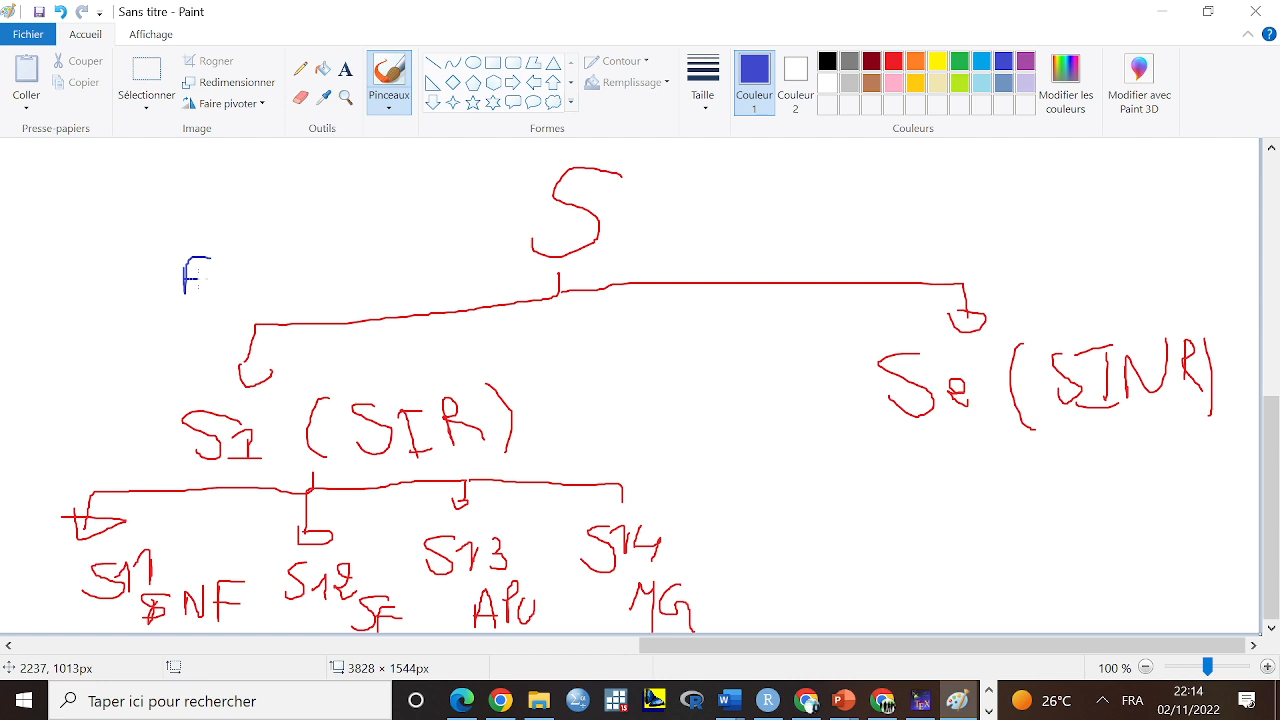 Sans titre - Paint
Fichier Accueil Affichage
Coller
Couper
Copier
Presse-papiers
Sélectionner
Rogner
Redimensionner
Faire pivoter
Image
A
Outils
Pinceaux
Contour
Remplissage
Formes
Taille
Couleur 1
Couleur 2
Couleurs
Modifier les couleurs
Modifier avec Paint 3D
S
F
S1 (SIR)
S2 (SINR)
S11 S12 S13 S14
SNF SF APU MG
2237, 1013px
3828 × 1544px
100 %
Taper ici pour rechercher
26°C
FRA
22:14
02/11/2022